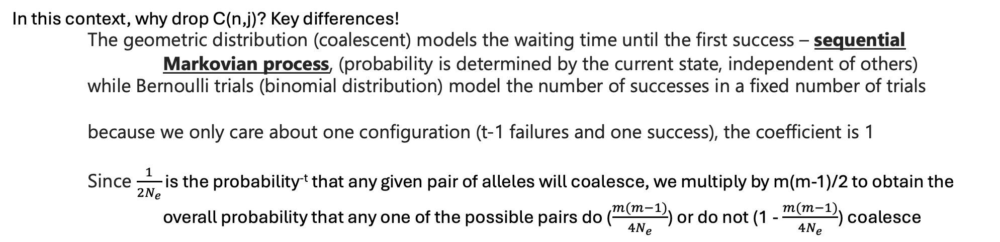 In this context, why drop C(n,j)? Key differences!
The geometric distribution (coalescent) models the waiting time until the first success – sequential
Markovian process, (probability is determined by the current state, independent of others)
while Bernoulli trials (binomial distribution) model the number of successes in a fixed number of trials
because we only care about one configuration (t-1 failures and one success), the coefficient is 1
Since \frac{1}{2N_e} is the probability^{-t} that any given pair of alleles will coalesce, we multiply by m(m-1)/2 to obtain the
overall probability that any one of the possible pairs do (\frac{m(m-1)}{4N_e}) or do not (1 - \frac{m(m-1)}{4N_e}) coalesce